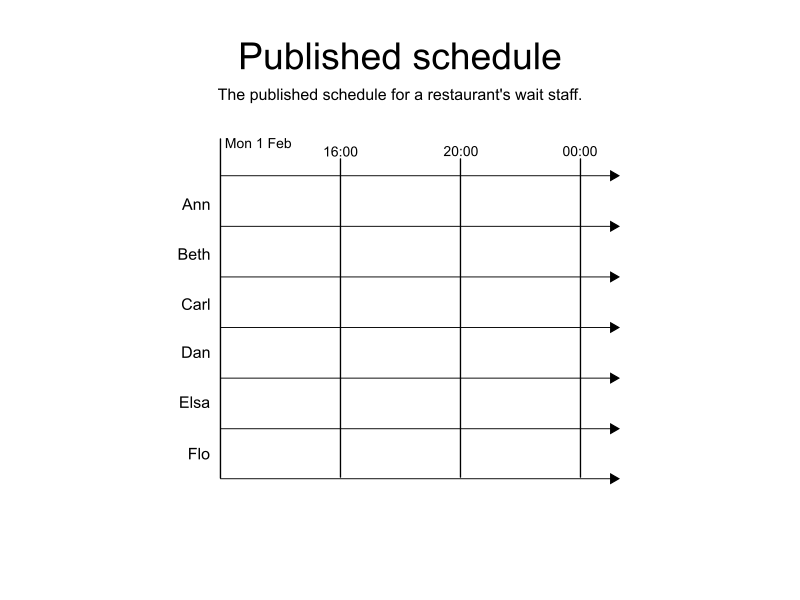 Published schedule
The published schedule for a restaurant's wait staff.
Mon 1 Feb
16:00
20:00
00:00
Ann
Beth
Carl
Dan
Elsa
Flo